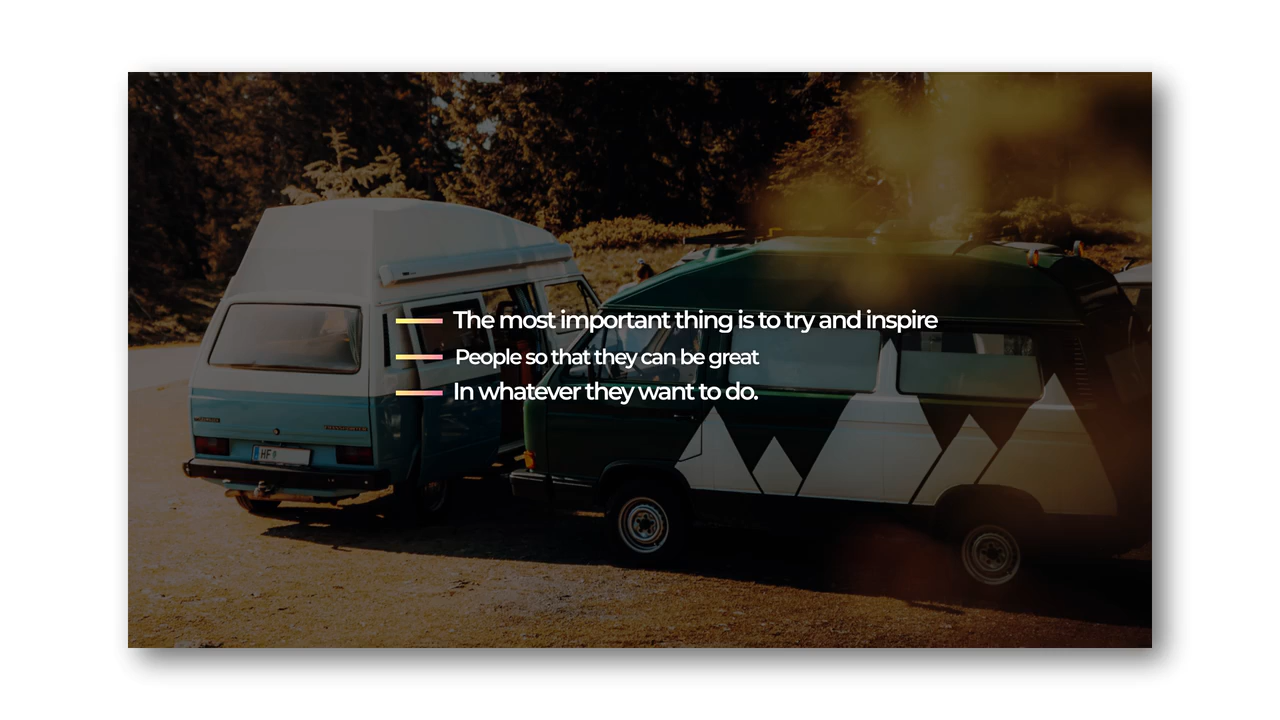 The most important thing is to try and inspire
People so that they can be great
In whatever they want to do.
HF